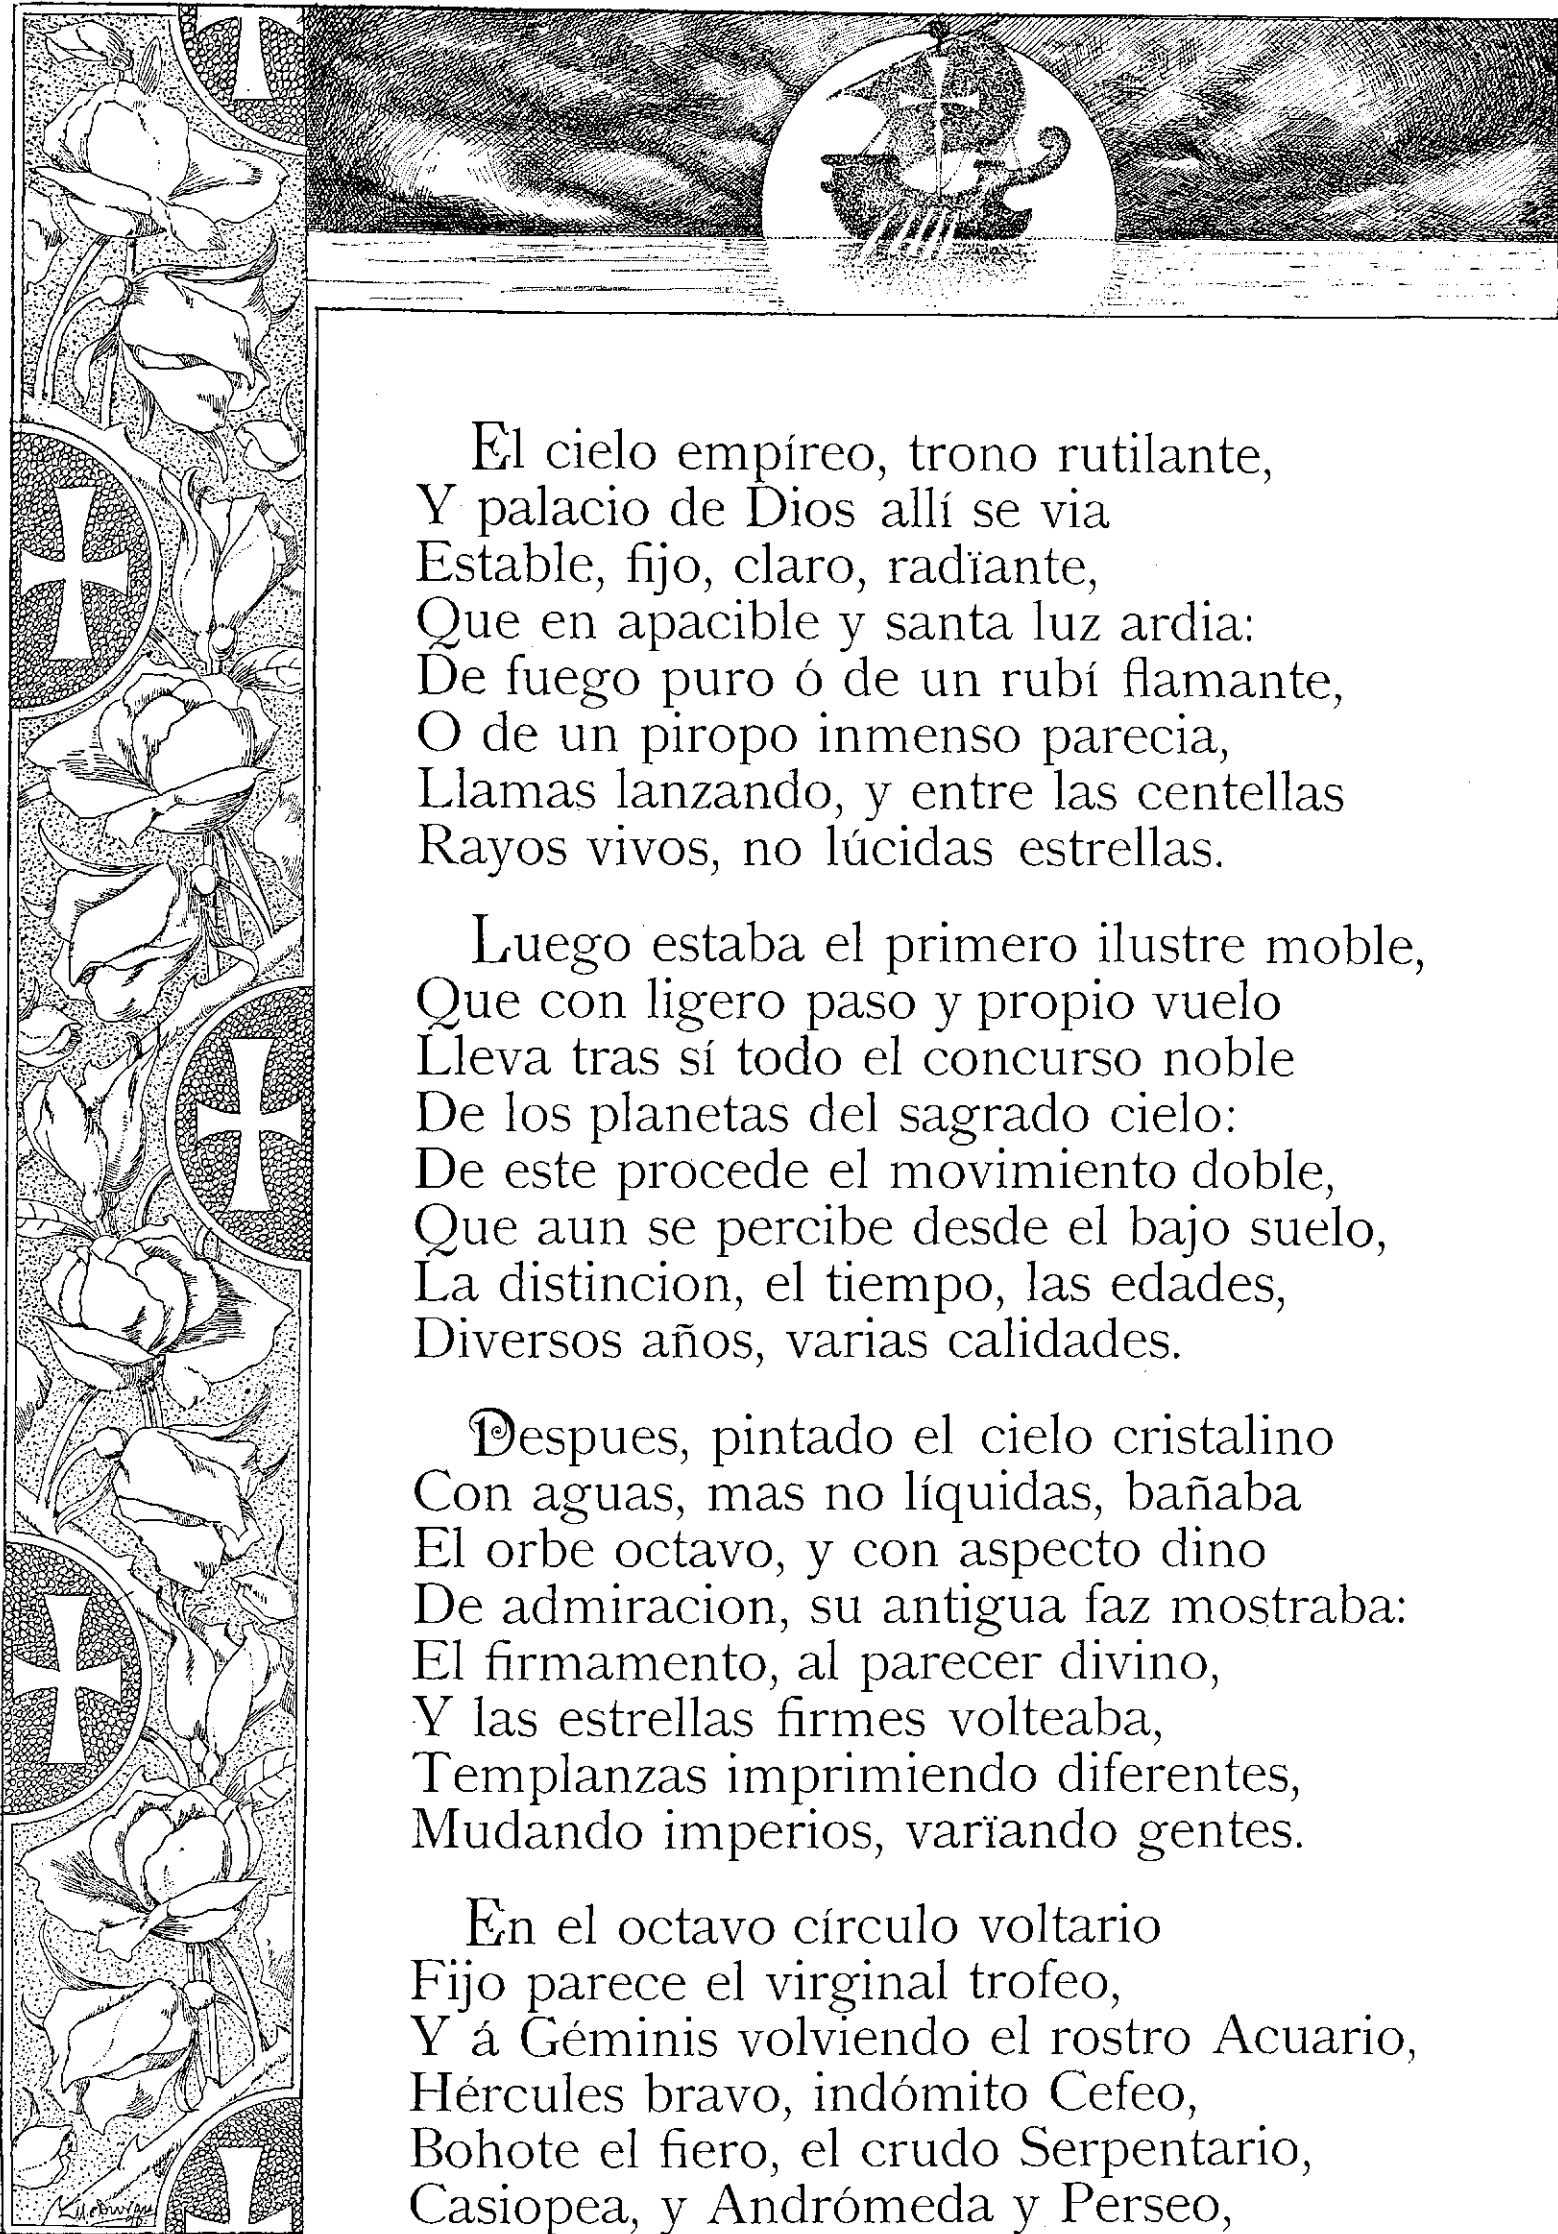 El cielo empíreo, trono rutilante,
Y palacio de Dios allí se via
Estable, fijo, claro, radïante,
Que en apacible y santa luz ardia:
De fuego puro ó de un rubí flamante,
O de un piropo inmenso parecia,
Llamas lanzando, y entre las centellas
Rayos vivos, no lúcidas estrellas.
Luego estaba el primero ilustre moble,
Que con ligero paso y propio vuelo
Lleva tras sí todo el concurso noble
De los planetas del sagrado cielo:
De este procede el movimiento doble,
Que aun se percibe desde el bajo suelo,
La distincion, el tiempo, las edades,
Diversos años, varias calidades.
Despues, pintado el cielo cristalino
Con aguas, mas no líquidas, bañaba
El orbe octavo, y con aspecto dino
De admiracion, su antigua faz mostraba:
El firmamento, al parecer divino,
Y las estrellas firmes volteaba,
Templanzas imprimiendo diferentes,
Mudando imperios, varïando gentes.
En el octavo círculo voltario
Fijo parece el virginal trofeo,
Y á Géminis volviendo el rostro Acuario,
Hércules bravo, indómito Cefeo,
Bohote el fiero, el crudo Serpentario,
Casiopea, y Andrómeda y Perseo,